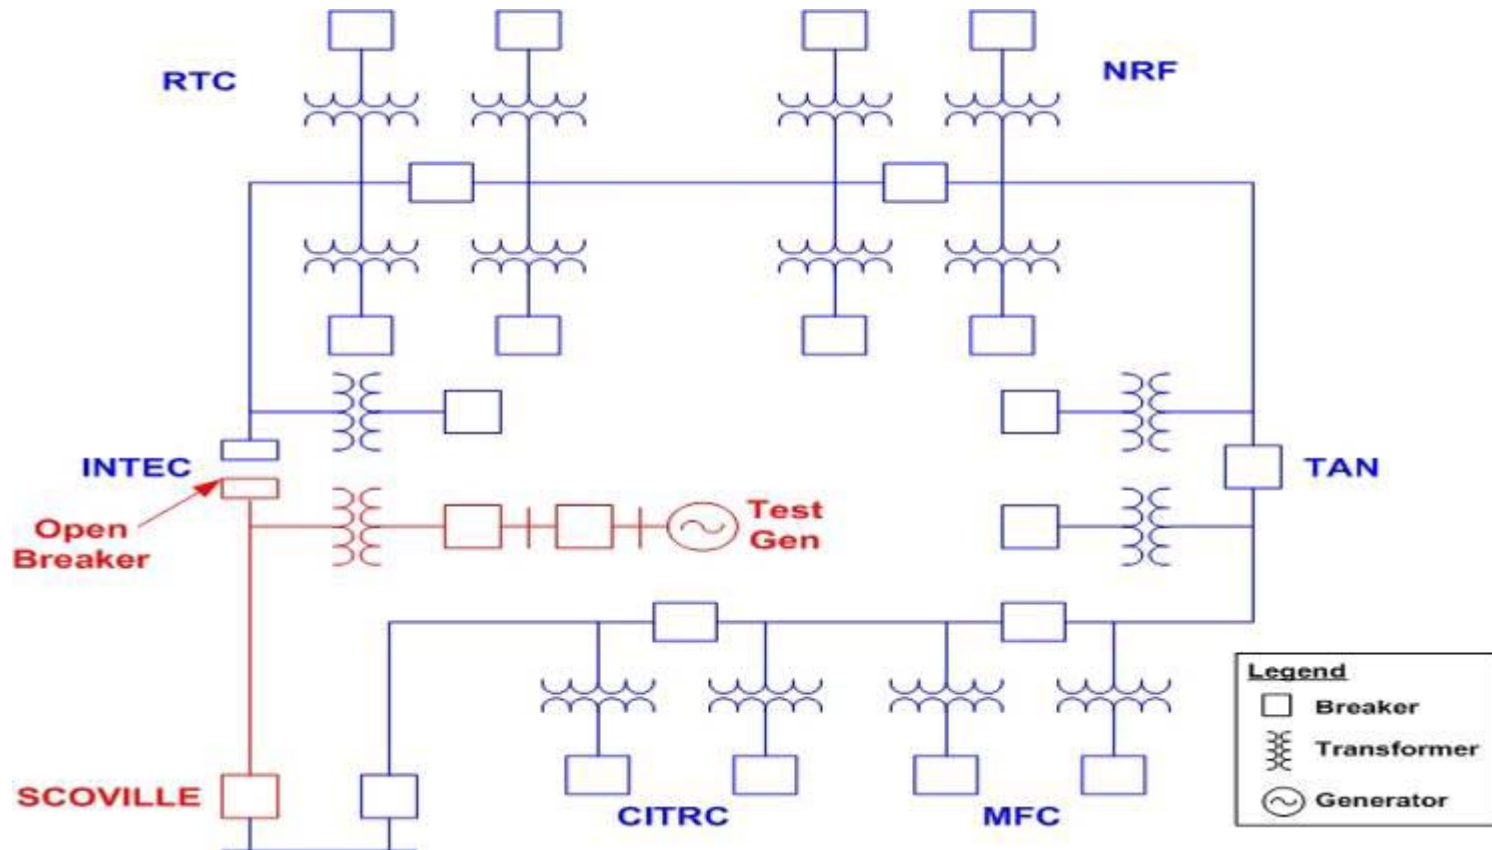 RTC
NRF
INTEC
TAN
Open
Breaker
Test
Gen
SCOVILLE
CITRC
MFC
Legend
Breaker
Transformer
Generator